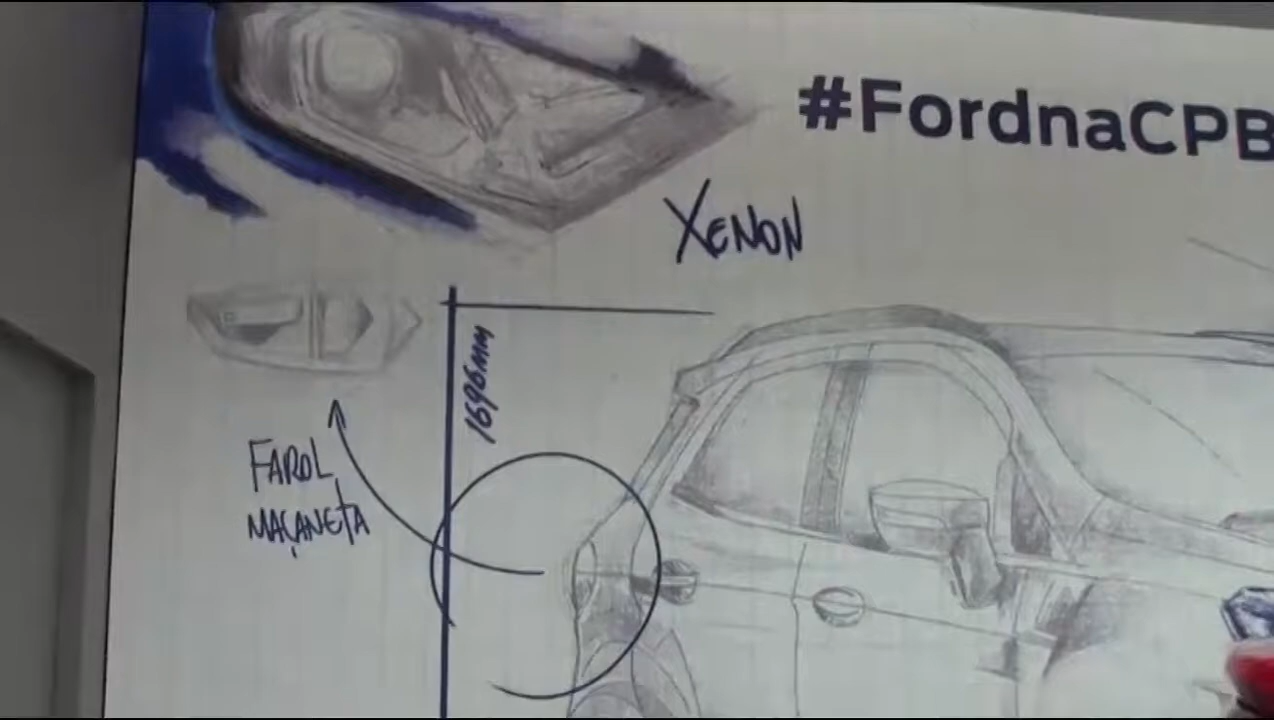 #FordnaCPB
XENON
1696mm
FAROL
MAÇANETA